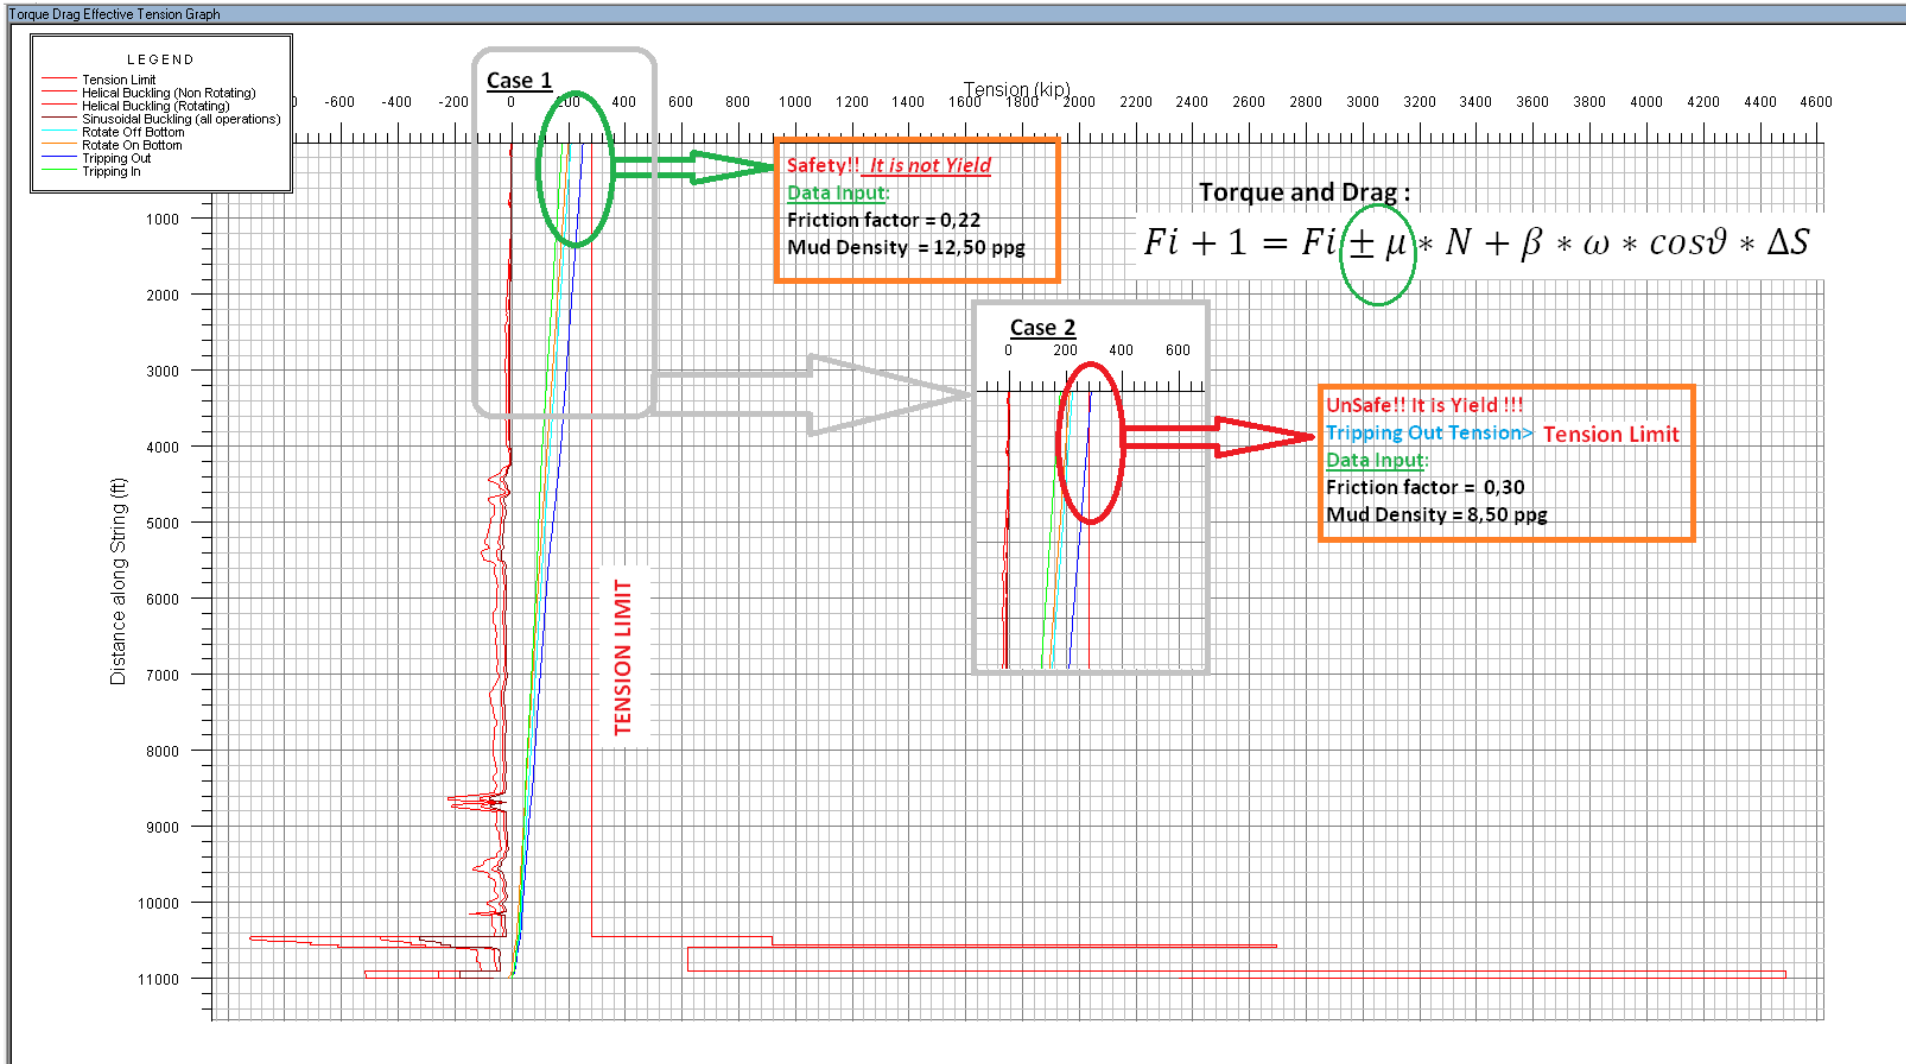 Torque Drag Effective Tension Graph
LEGEND
Tension Limit
Helical Buckling (Non Rotating)
Helical Buckling (Rotating)
Sinusoidal Buckling (all operations)
Rotate Off Bottom
Rotate On Bottom
Tripping Out
Tripping In
Case 1
Tension (kip)
-600 -400 -200 0 200 400 600 800 1000 1200 1400 1600 1800 2000 2200 2400 2600 2800 3000 3200 3400 3600 3800 4000 4200 4400 4600
Safety!! It is not Yield
Data Input:
Friction factor = 0,22
Mud Density = 12,50 ppg
Torque and Drag :
Fi + 1 = Fi ± μ * N + β * ω * cosϑ * ΔS
Case 2
0 200 400 600
UnSafe!! It is Yield !!!
Tripping Out Tension> Tension Limit
Data Input:
Friction factor = 0,30
Mud Density = 8,50 ppg
TENSION LIMIT
Distance along String (ft)
1000
2000
3000
4000
5000
6000
7000
8000
9000
10000
11000